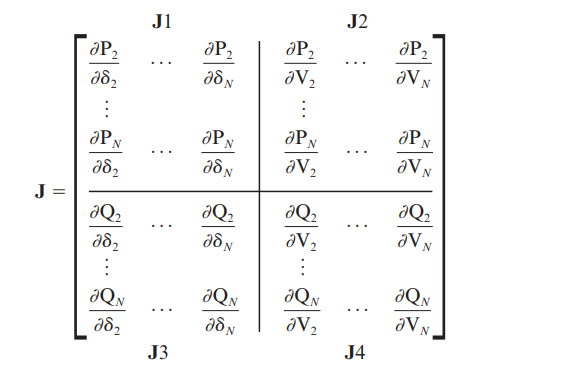 J1 J2
∂P₂/∂δ₂ ⋯ ∂P₂/∂δ_N ∂P₂/∂V₂ ⋯ ∂P₂/∂V_N
⋮ ⋮
∂P_N/∂δ₂ ⋯ ∂P_N/∂δ_N ∂P_N/∂V₂ ⋯ ∂P_N/∂V_N
J =
∂Q₂/∂δ₂ ⋯ ∂Q₂/∂δ_N ∂Q₂/∂V₂ ⋯ ∂Q₂/∂V_N
⋮ ⋮
∂Q_N/∂δ₂ ⋯ ∂Q_N/∂δ_N ∂Q_N/∂V₂ ⋯ ∂Q_N/∂V_N
J3 J4